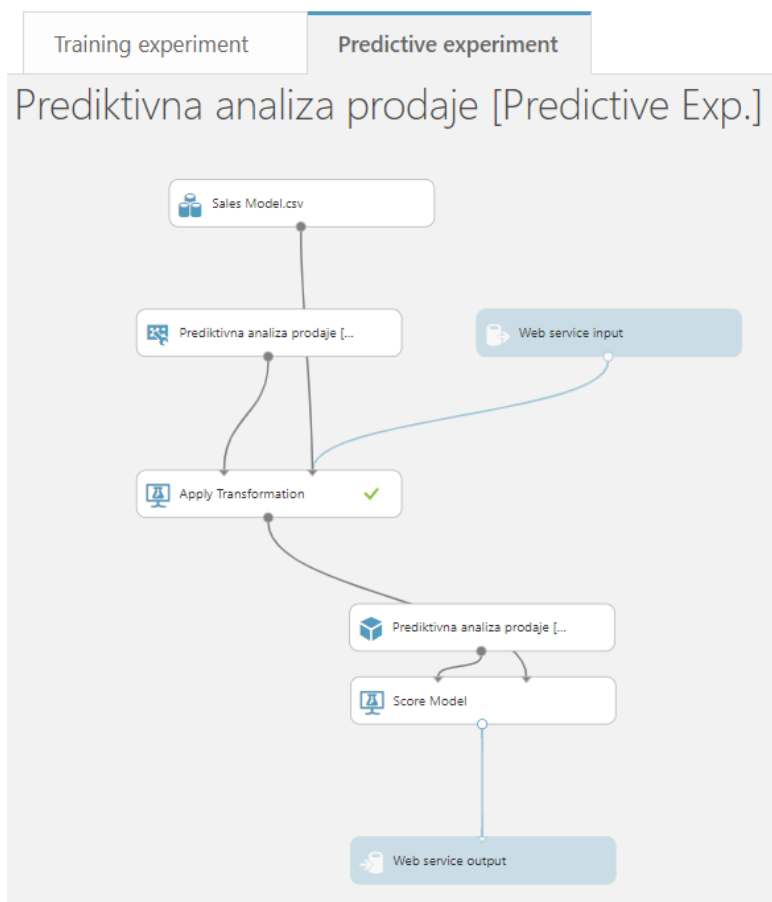 Training experiment
Predictive experiment
Prediktivna analiza prodaje [Predictive Exp.]
Sales Model.csv
Prediktivna analiza prodaje [...
Web service input
Apply Transformation
Prediktivna analiza prodaje [...
Score Model
Web service output